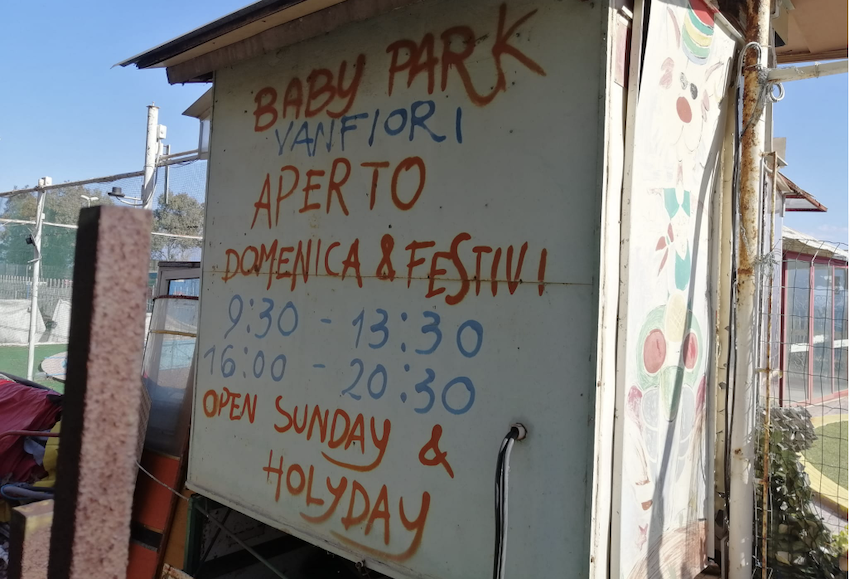 BABY PARK
VANFIORI
APERTO
DOMENICA & FESTIVI
9:30 - 13:30
16:00 - 20:30
OPEN SUNDAY &
HOLYDAY